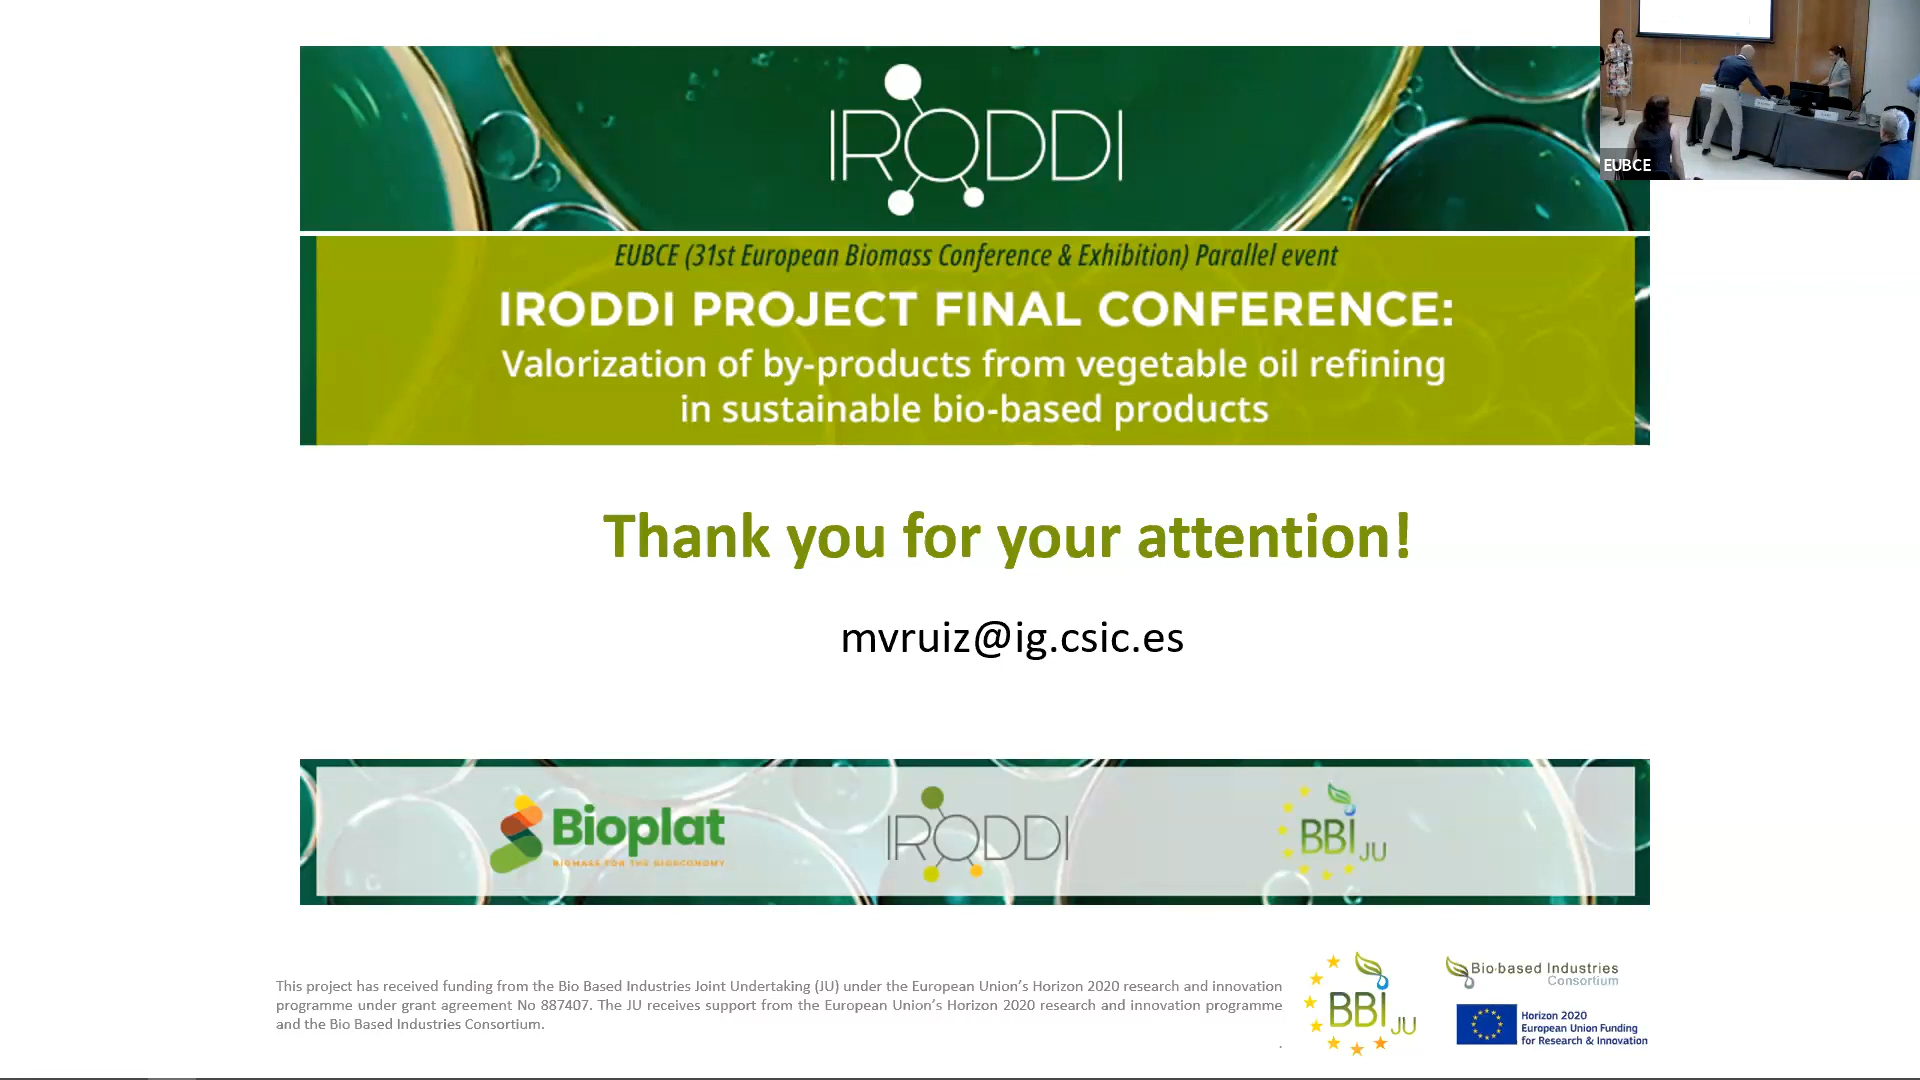 IRODDI
EUBCE
EUBCE (31st European Biomass Conference & Exhibition) Parallel event
IRODDI PROJECT FINAL CONFERENCE:
Valorization of by-products from vegetable oil refining
in sustainable bio-based products
Thank you for your attention!
mvruiz@ig.csic.es
Bioplat
BIOMASS FOR THE BIOECONOMY
IRODDI
BBI JU
This project has received funding from the Bio Based Industries Joint Undertaking (JU) under the European Union's Horizon 2020 research and innovation
programme under grant agreement No 887407. The JU receives support from the European Union's Horizon 2020 research and innovation programme
and the Bio Based Industries Consortium.
.
BBI JU
Bio-based Industries
Consortium
Horizon 2020
European Union Funding
for Research & Innovation